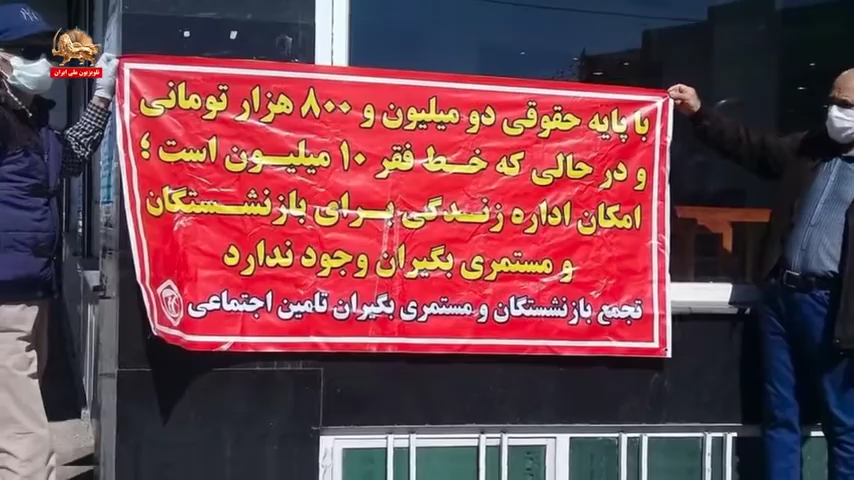 تلویزیون ملی ایران
با پایه حقوقی دو میلیون و ۸۰۰ هزار تومانی
و در حالی که خط فقر ۱۰ میلیون است ؛
امکان اداره زندگی برای بازنشستگان
و مستمری بگیران وجود ندارد
تجمع بازنشستگان و مستمری بگیران تامین اجتماعی